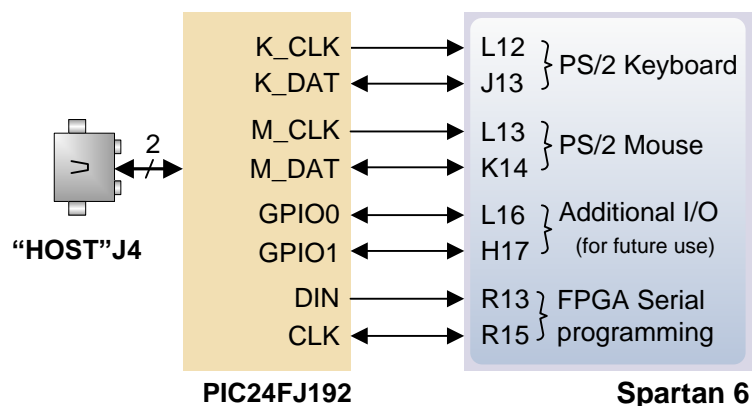 K_CLK L12
K_DAT J13
PS/2 Keyboard
M_CLK L13
M_DAT K14
PS/2 Mouse
2
GPIO0 L16
GPIO1 H17
Additional I/O
(for future use)
“HOST”J4
DIN R13
CLK R15
FPGA Serial
programming
PIC24FJ192
Spartan 6